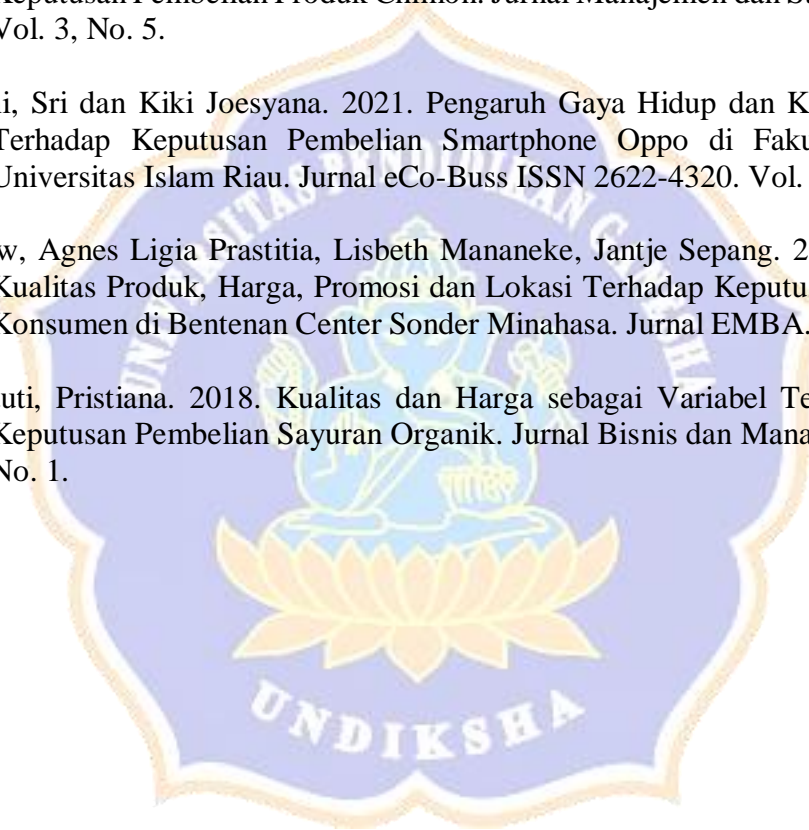 Keputusan Pembelian Produk Chimon. Jurnal Manajemen dan
Vol. 3, No. 5.
i, Sri dan Kiki Joesyana. 2021. Pengaruh Gaya Hidup dan K
Terhadap Keputusan Pembelian Smartphone Oppo di Faku
Universitas Islam Riau. Jurnal eCo-Buss ISSN 2622-4320. Vol.
w, Agnes Ligia Prastitia, Lisbeth Mananeke, Jantje Sepang. 2
Kualitas Produk, Harga, Promosi dan Lokasi Terhadap Keputu
Konsumen di Bentenan Center Sonder Minahasa. Jurnal EMBA.
uti, Pristiana. 2018. Kualitas dan Harga sebagai Variabel Te
Keputusan Pembelian Sayuran Organik. Jurnal Bisnis dan Mana
No. 1.
UNIVERSITAS PENDIDIKAN GANESHA
UNDIKSHA